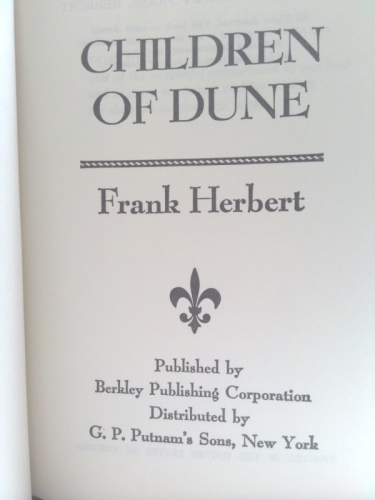 CHILDREN
OF DUNE
Frank Herbert
Published by
Berkley Publishing Corporation
Distributed by
G. P. Putnam's Sons, New York